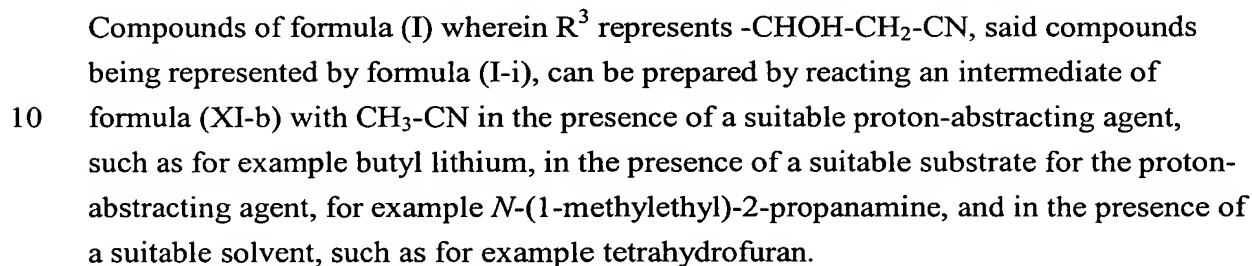 Compounds of formula (I) wherein R³ represents -CHOH-CH₂-CN, said compounds
being represented by formula (I-i), can be prepared by reacting an intermediate of
10 formula (XI-b) with CH₃-CN in the presence of a suitable proton-abstracting agent,
such as for example butyl lithium, in the presence of a suitable substrate for the proton-
abstracting agent, for example N-(1-methylethyl)-2-propanamine, and in the presence of
a suitable solvent, such as for example tetrahydrofuran.